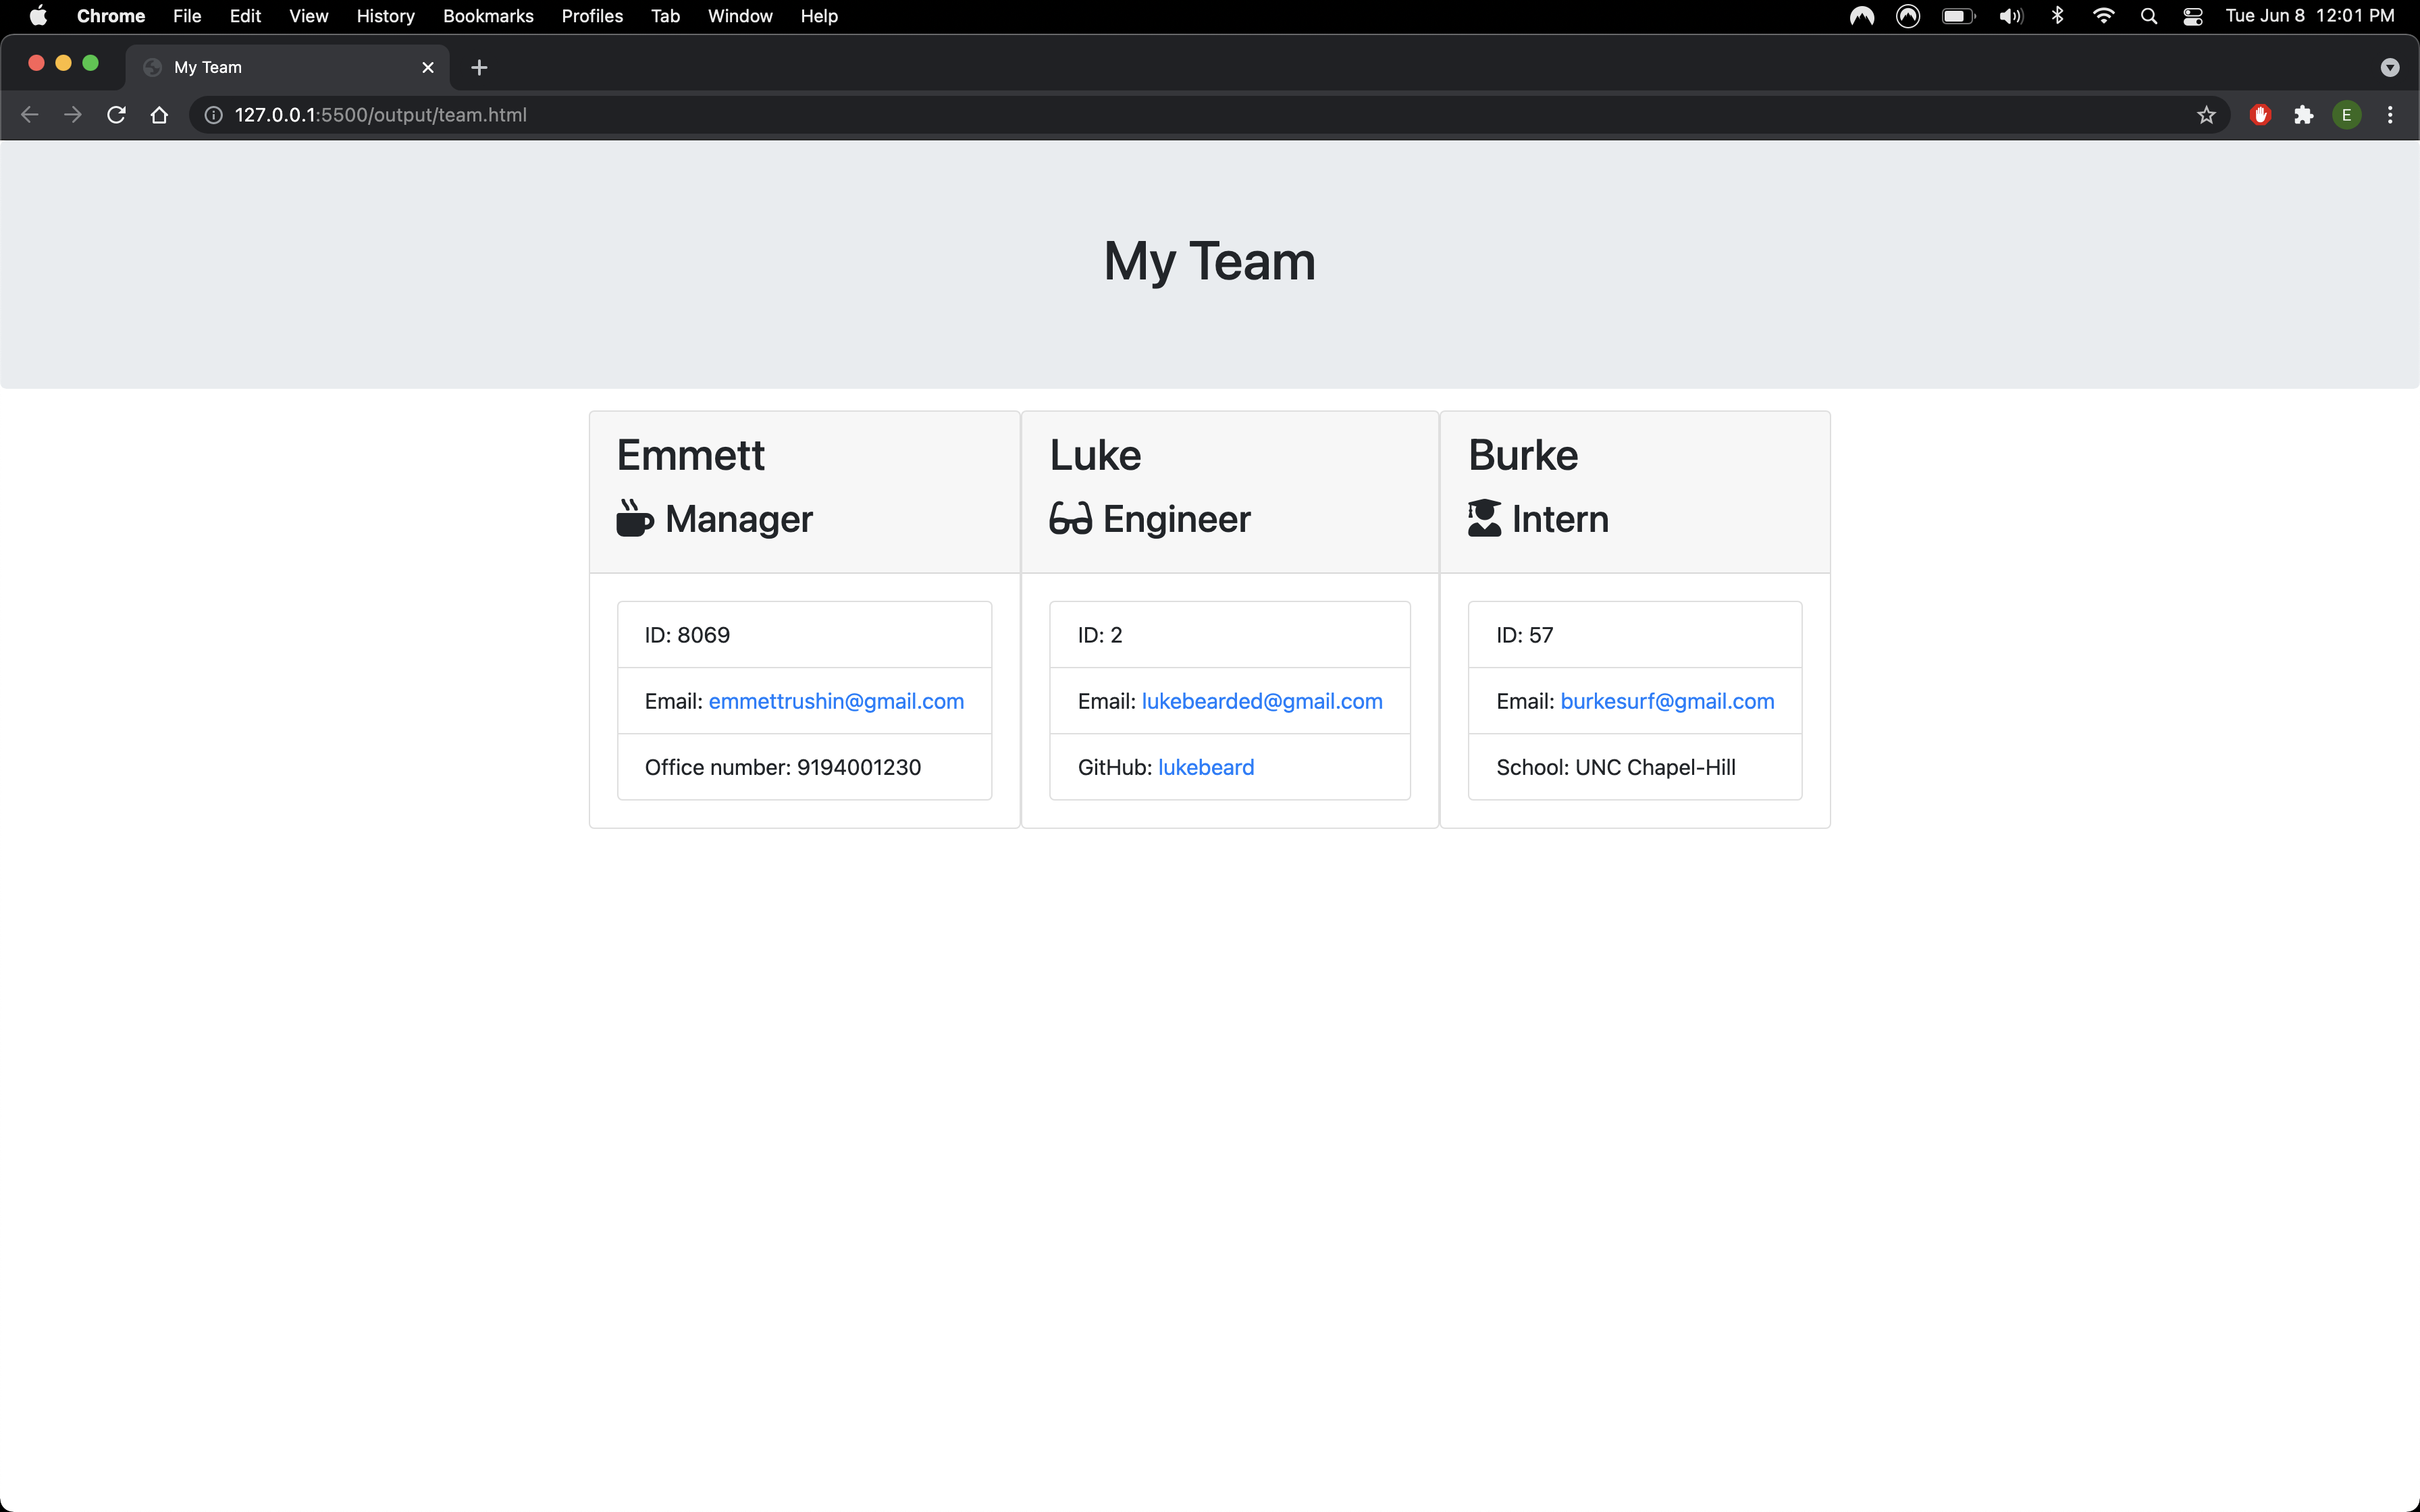 Chrome File Edit View History Bookmarks Profiles Tab Window Help Tue Jun 8 12:01 PM
My Team
127.0.0.1:5500/output/team.html E
My Team
Emmett
Manager
ID: 8069
Email: emmettrushin@gmail.com
Office number: 9194001230
Luke
Engineer
ID: 2
Email: lukebearded@gmail.com
GitHub: lukebeard
Burke
Intern
ID: 57
Email: burkesurf@gmail.com
School: UNC Chapel-Hill